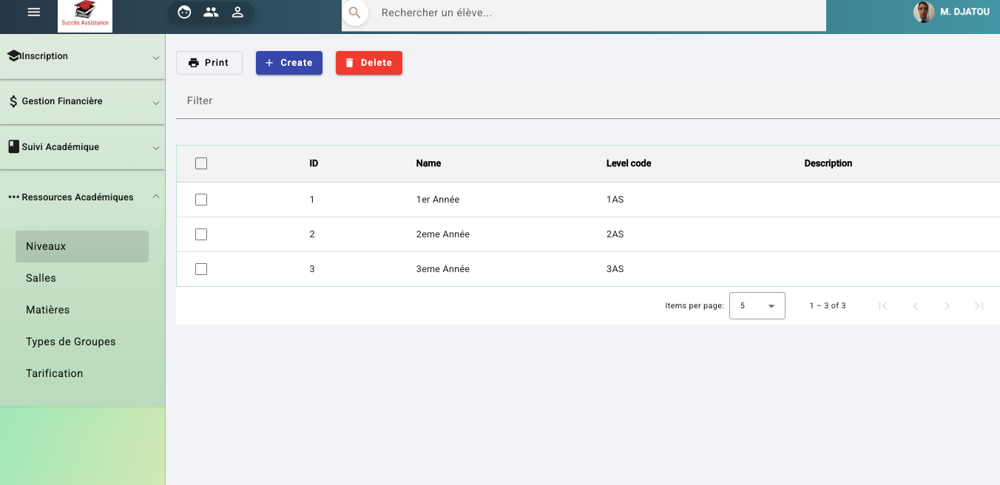 Succès Assistance
Rechercher un élève...
M. DJATOU
Inscription
Gestion Financière
Suivi Académique
Ressources Académiques
Niveaux
Salles
Matières
Types de Groupes
Tarification
Print
Create
Delete
Filter
ID Name Level code Description
1 1er Année 1AS
2 2eme Année 2AS
3 3eme Année 3AS
Items per page: 5 1 – 3 of 3